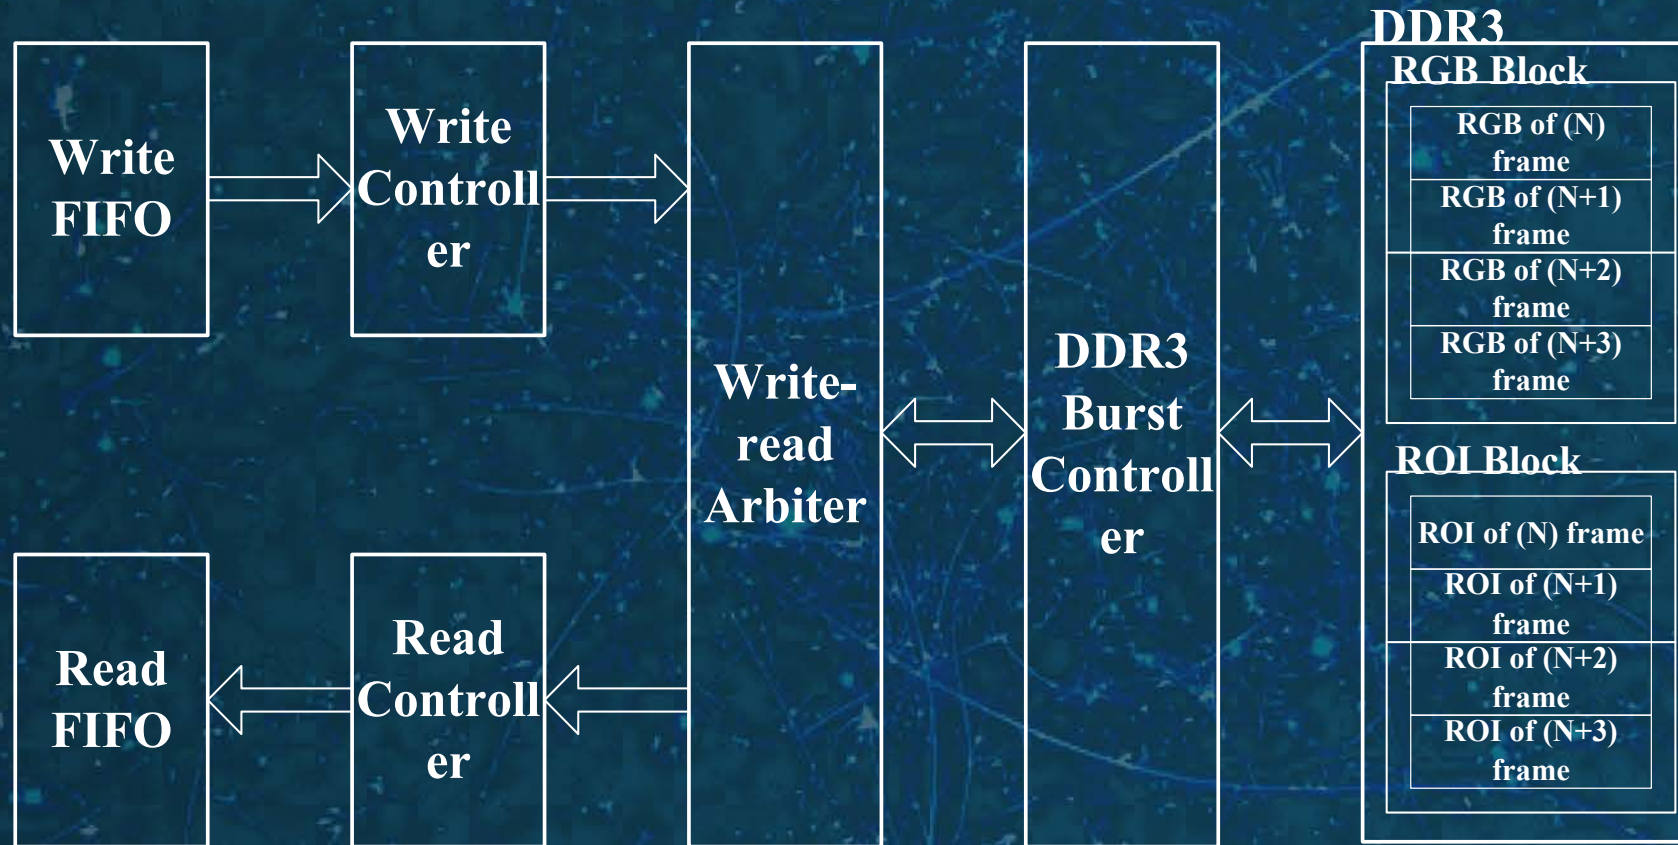 Write
FIFO
Write
Controll
er
Read
FIFO
Read
Controll
er
Write-
read
Arbiter
DDR3
Burst
Controll
er
DDR3
RGB Block
RGB of (N)
frame
RGB of (N+1)
frame
RGB of (N+2)
frame
RGB of (N+3)
frame
ROI Block
ROI of (N) frame
ROI of (N+1)
frame
ROI of (N+2)
frame
ROI of (N+3)
frame